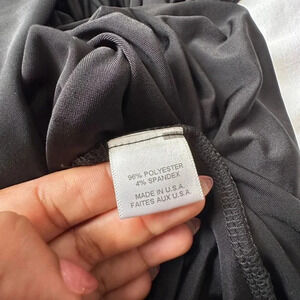 96% POLYESTER
4% SPANDEX
MADE IN U.S.A.
FAITES AUX U.S.A.